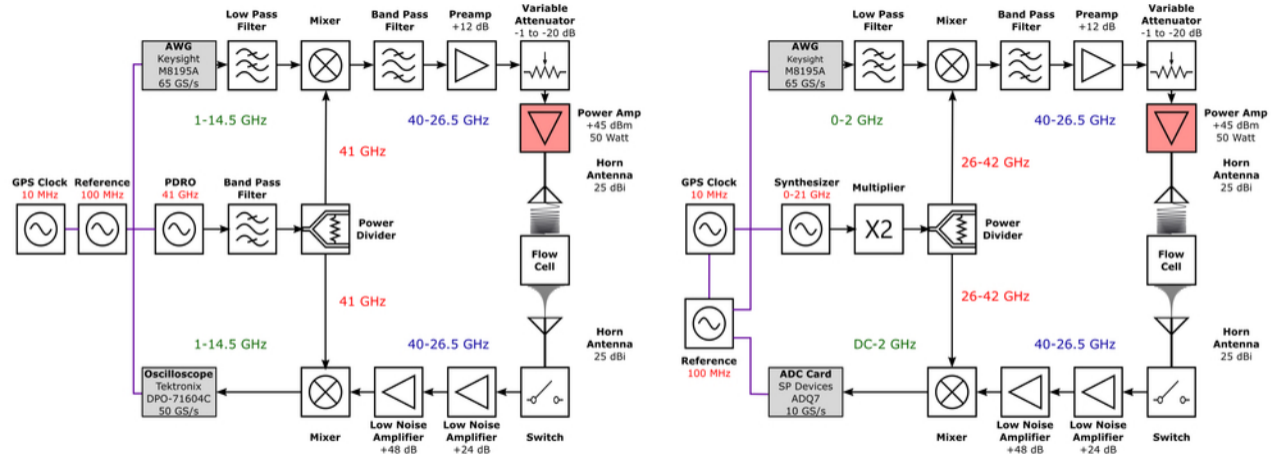 Low Pass
Filter
Mixer
Band Pass
Filter
Preamp
+12 dB
Variable
Attenuator
-1 to -20 dB
AWG
Keysight
M8195A
65 GS/s
1-14.5 GHz
40-26.5 GHz
Power Amp
+45 dBm
50 Watt
41 GHz
Horn
Antenna
25 dBi
GPS Clock
10 MHz
Reference
100 MHz
PDRO
41 GHz
Band Pass
Filter
Power
Divider
Flow
Cell
41 GHz
1-14.5 GHz
40-26.5 GHz
Horn
Antenna
25 dBi
Oscilloscope
Tektronix
DPO-71604C
50 GS/s
Mixer
Low Noise
Amplifier
+48 dB
Low Noise
Amplifier
+24 dB
Switch
Low Pass
Filter
Mixer
Band Pass
Filter
Preamp
+12 dB
Variable
Attenuator
-1 to -20 dB
AWG
Keysight
M8195A
65 GS/s
0-2 GHz
40-26.5 GHz
Power Amp
+45 dBm
50 Watt
26-42 GHz
Horn
Antenna
25 dBi
GPS Clock
10 MHz
Synthesizer
0-21 GHz
Multiplier
X2
Power
Divider
Flow
Cell
26-42 GHz
Reference
100 MHz
DC-2 GHz
40-26.5 GHz
Horn
Antenna
25 dBi
ADC Card
SP Devices
ADQ7
10 GS/s
Mixer
Low Noise
Amplifier
+48 dB
Low Noise
Amplifier
+24 dB
Switch